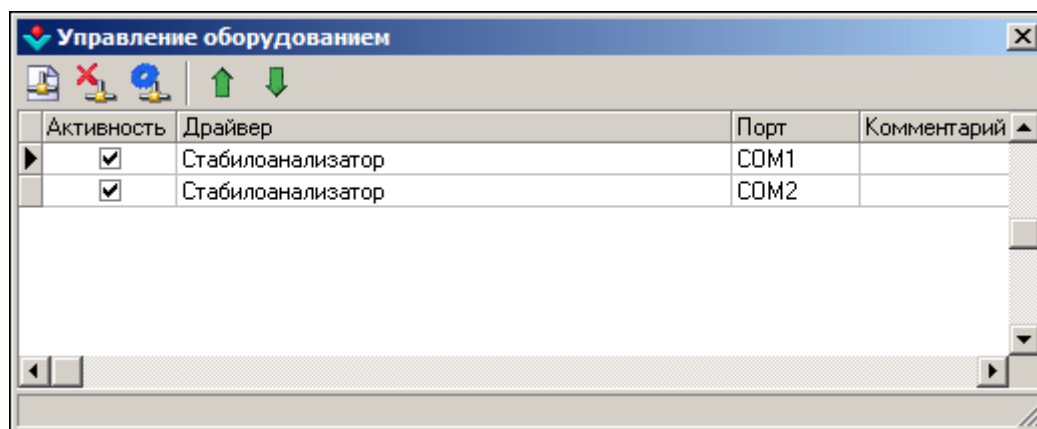 Управление оборудованием
Активность Драйвер Порт Комментарий
Стабилоанализатор COM1
Стабилоанализатор COM2